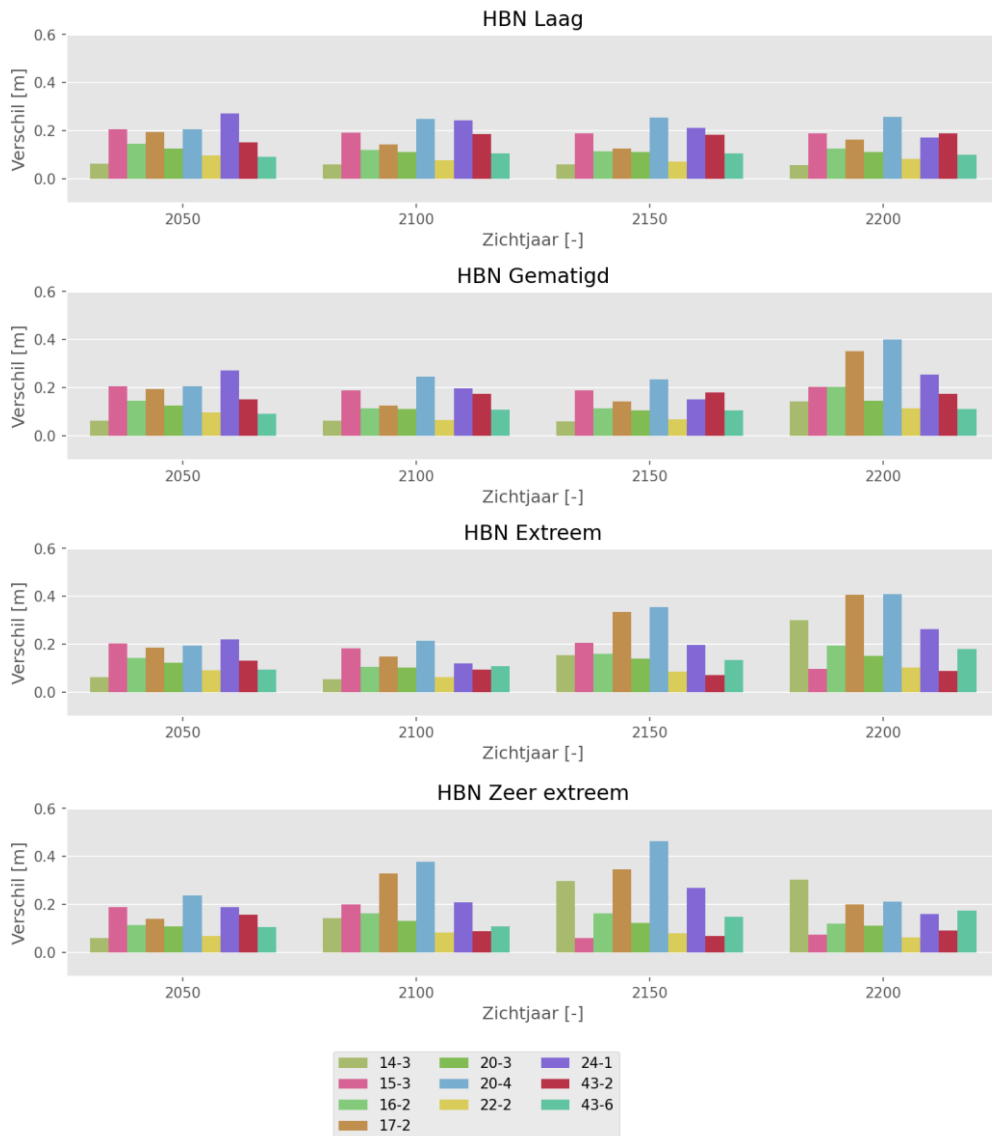 HBN Laag
Verschil [m]
0.6
0.4
0.2
0.0
2050 2100 2150 2200
Zichtjaar [-]
HBN Gematigd
Verschil [m]
0.6
0.4
0.2
0.0
2050 2100 2150 2200
Zichtjaar [-]
HBN Extreem
Verschil [m]
0.6
0.4
0.2
0.0
2050 2100 2150 2200
Zichtjaar [-]
HBN Zeer extreem
Verschil [m]
0.6
0.4
0.2
0.0
2050 2100 2150 2200
Zichtjaar [-]
14-3 20-3 24-1
15-3 20-4 43-2
16-2 22-2 43-6
17-2